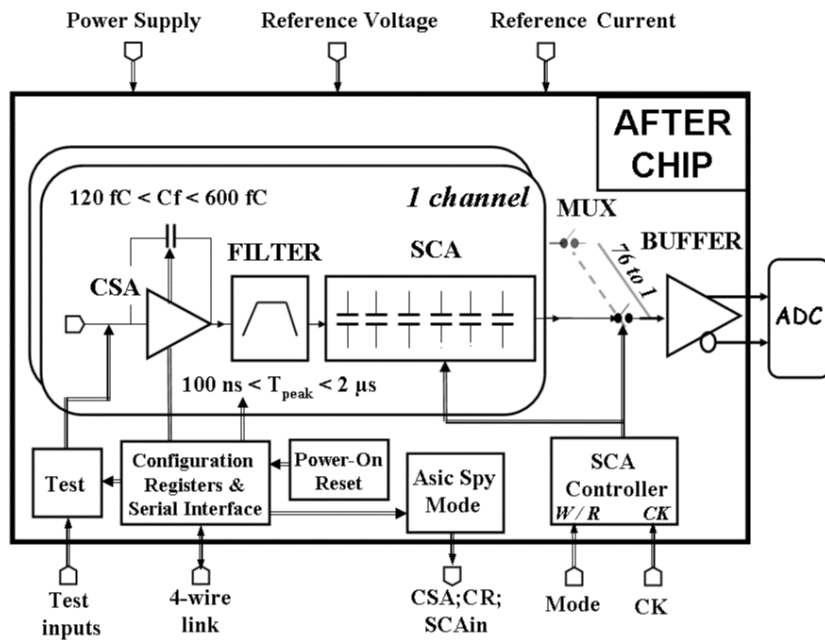 Power Supply
Reference Voltage
Reference Current
AFTER
CHIP
120 fC < Cf < 600 fC
1 channel
MUX
76 to 1
BUFFER
CSA
FILTER
SCA
ADC
100 ns < Tpeak < 2 µs
Test
Configuration
Registers &
Serial Interface
Power-On
Reset
Asic Spy
Mode
SCA
Controller
W / R
CK
Test
inputs
4-wire
link
CSA;CR;
SCAin
Mode
CK